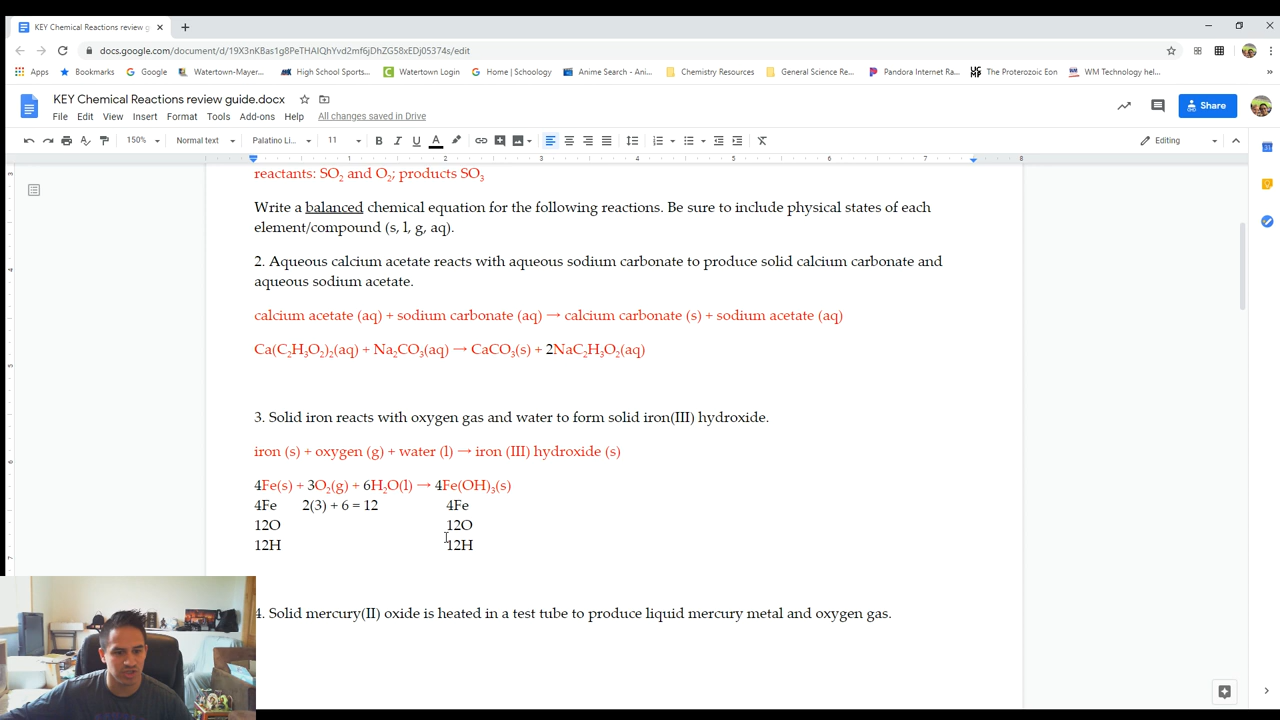 KEY Chemical Reactions review g
docs.google.com/document/d/19X3nKBas1g8PeTHAIQhYvd2mf6jDhZG58xEDj05374s/edit
Apps Bookmarks Google Watertown-Mayer... High School Sports... Watertown Login Home | Schoology Anime Search - Ani... Chemistry Resources General Science Re... Pandora Internet Ra... The Proterozoic Eon WM Technology hel... »
KEY Chemical Reactions review guide.docx
File Edit View Insert Format Tools Add-ons Help All changes saved in Drive
Share
150% Normal text Palatino Li... 11 B I U A Editing
1 2 3 4 5 6 7 8
reactants: SO₂ and O₂; products SO₃
Write a balanced chemical equation for the following reactions. Be sure to include physical states of each
element/compound (s, l, g, aq).
2. Aqueous calcium acetate reacts with aqueous sodium carbonate to produce solid calcium carbonate and
aqueous sodium acetate.
calcium acetate (aq) + sodium carbonate (aq) → calcium carbonate (s) + sodium acetate (aq)
Ca(C₂H₃O₂)₂(aq) + Na₂CO₃(aq) → CaCO₃(s) + 2NaC₂H₃O₂(aq)
3. Solid iron reacts with oxygen gas and water to form solid iron(III) hydroxide.
iron (s) + oxygen (g) + water (l) → iron (III) hydroxide (s)
4Fe(s) + 3O₂(g) + 6H₂O(l) → 4Fe(OH)₃(s)
4Fe 2(3) + 6 = 12 4Fe
12O 12O
12H 12H
4. Solid mercury(II) oxide is heated in a test tube to produce liquid mercury metal and oxygen gas.